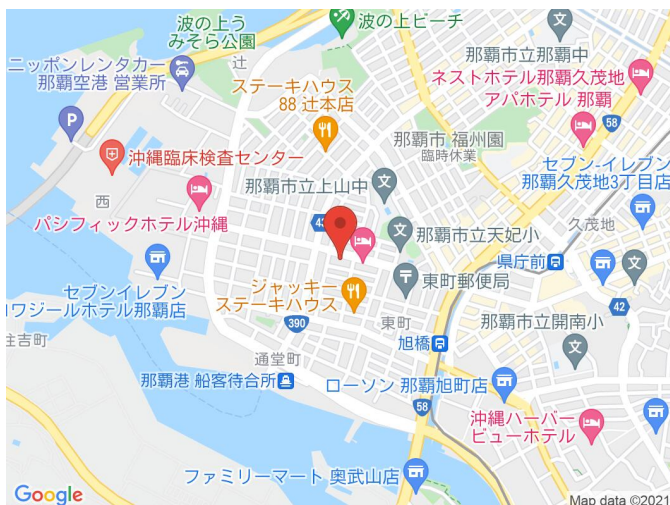 波の上う
みそら公園
波の上ビーチ
那覇市立那覇中
辻
ニッポンレンタカー
那覇空港 営業所
ネストホテル那覇久茂地
アパホテル 那覇
ステーキハウス
88 辻本店
58
P
那覇市 福州園
臨時休業
沖縄臨床検査センター
セブン-イレブン
那覇久茂地3丁目店
那覇市立上山中
文
西
パシフィックホテル沖縄
42
那覇市立天妃小
久茂地
県庁前
セブンイレブン
ロワジールホテル那覇店
ジャッキー
ステーキハウス
東町郵便局
42
那覇市立開南小
住吉町
390
東町
旭橋
通堂町
那覇港 船客待合所
ローソン 那覇旭町店
58
沖縄ハーバー
ビューホテル
ファミリーマート 奥武山店
Google
Map data ©2021